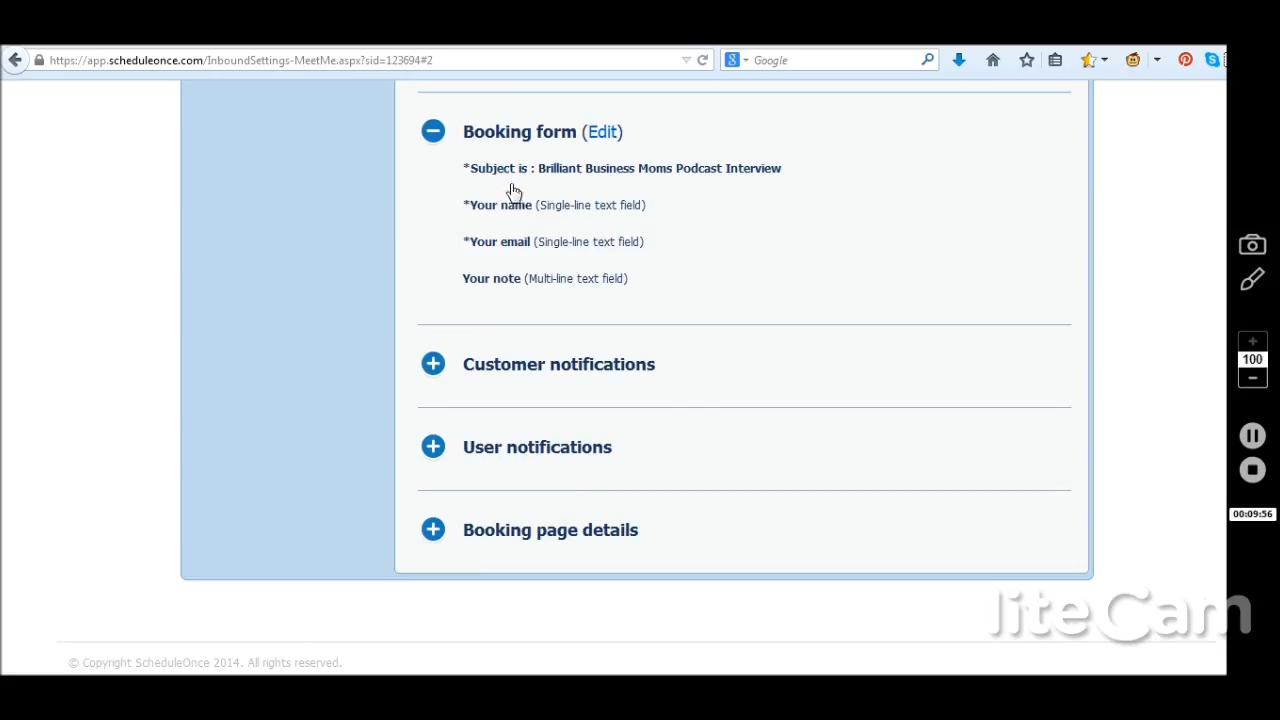 https://app.scheduleonce.com/InboundSettings-MeetMe.aspx?sid=123694#2
Google
Booking form (Edit)
*Subject is : Brilliant Business Moms Podcast Interview
*Your name (Single-line text field)
*Your email (Single-line text field)
Your note (Multi-line text field)
Customer notifications
User notifications
Booking page details
© Copyright ScheduleOnce 2014. All rights reserved.
100
00:09:56
liteCam